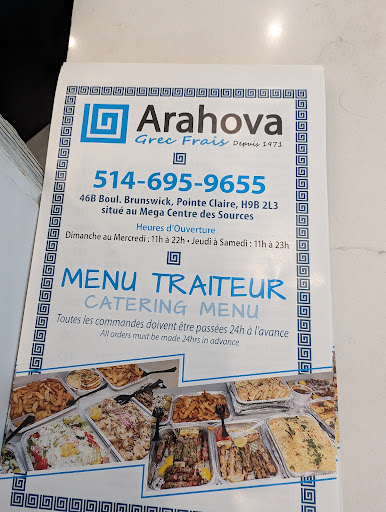 Arahova
Grec Frais Depuis 1971
514-695-9655
46B Boul. Brunswick, Pointe Claire, H9B 2L3
situé au Mega Centre des Sources
Heures d'Ouverture
Dimanche au Mercredi : 11h à 22h • Jeudi à Samedi : 11h à 23h
MENU TRAITEUR
CATERING MENU
Toutes les commandes doivent être passées 24h à l'avance
All orders must be made 24hrs in advance